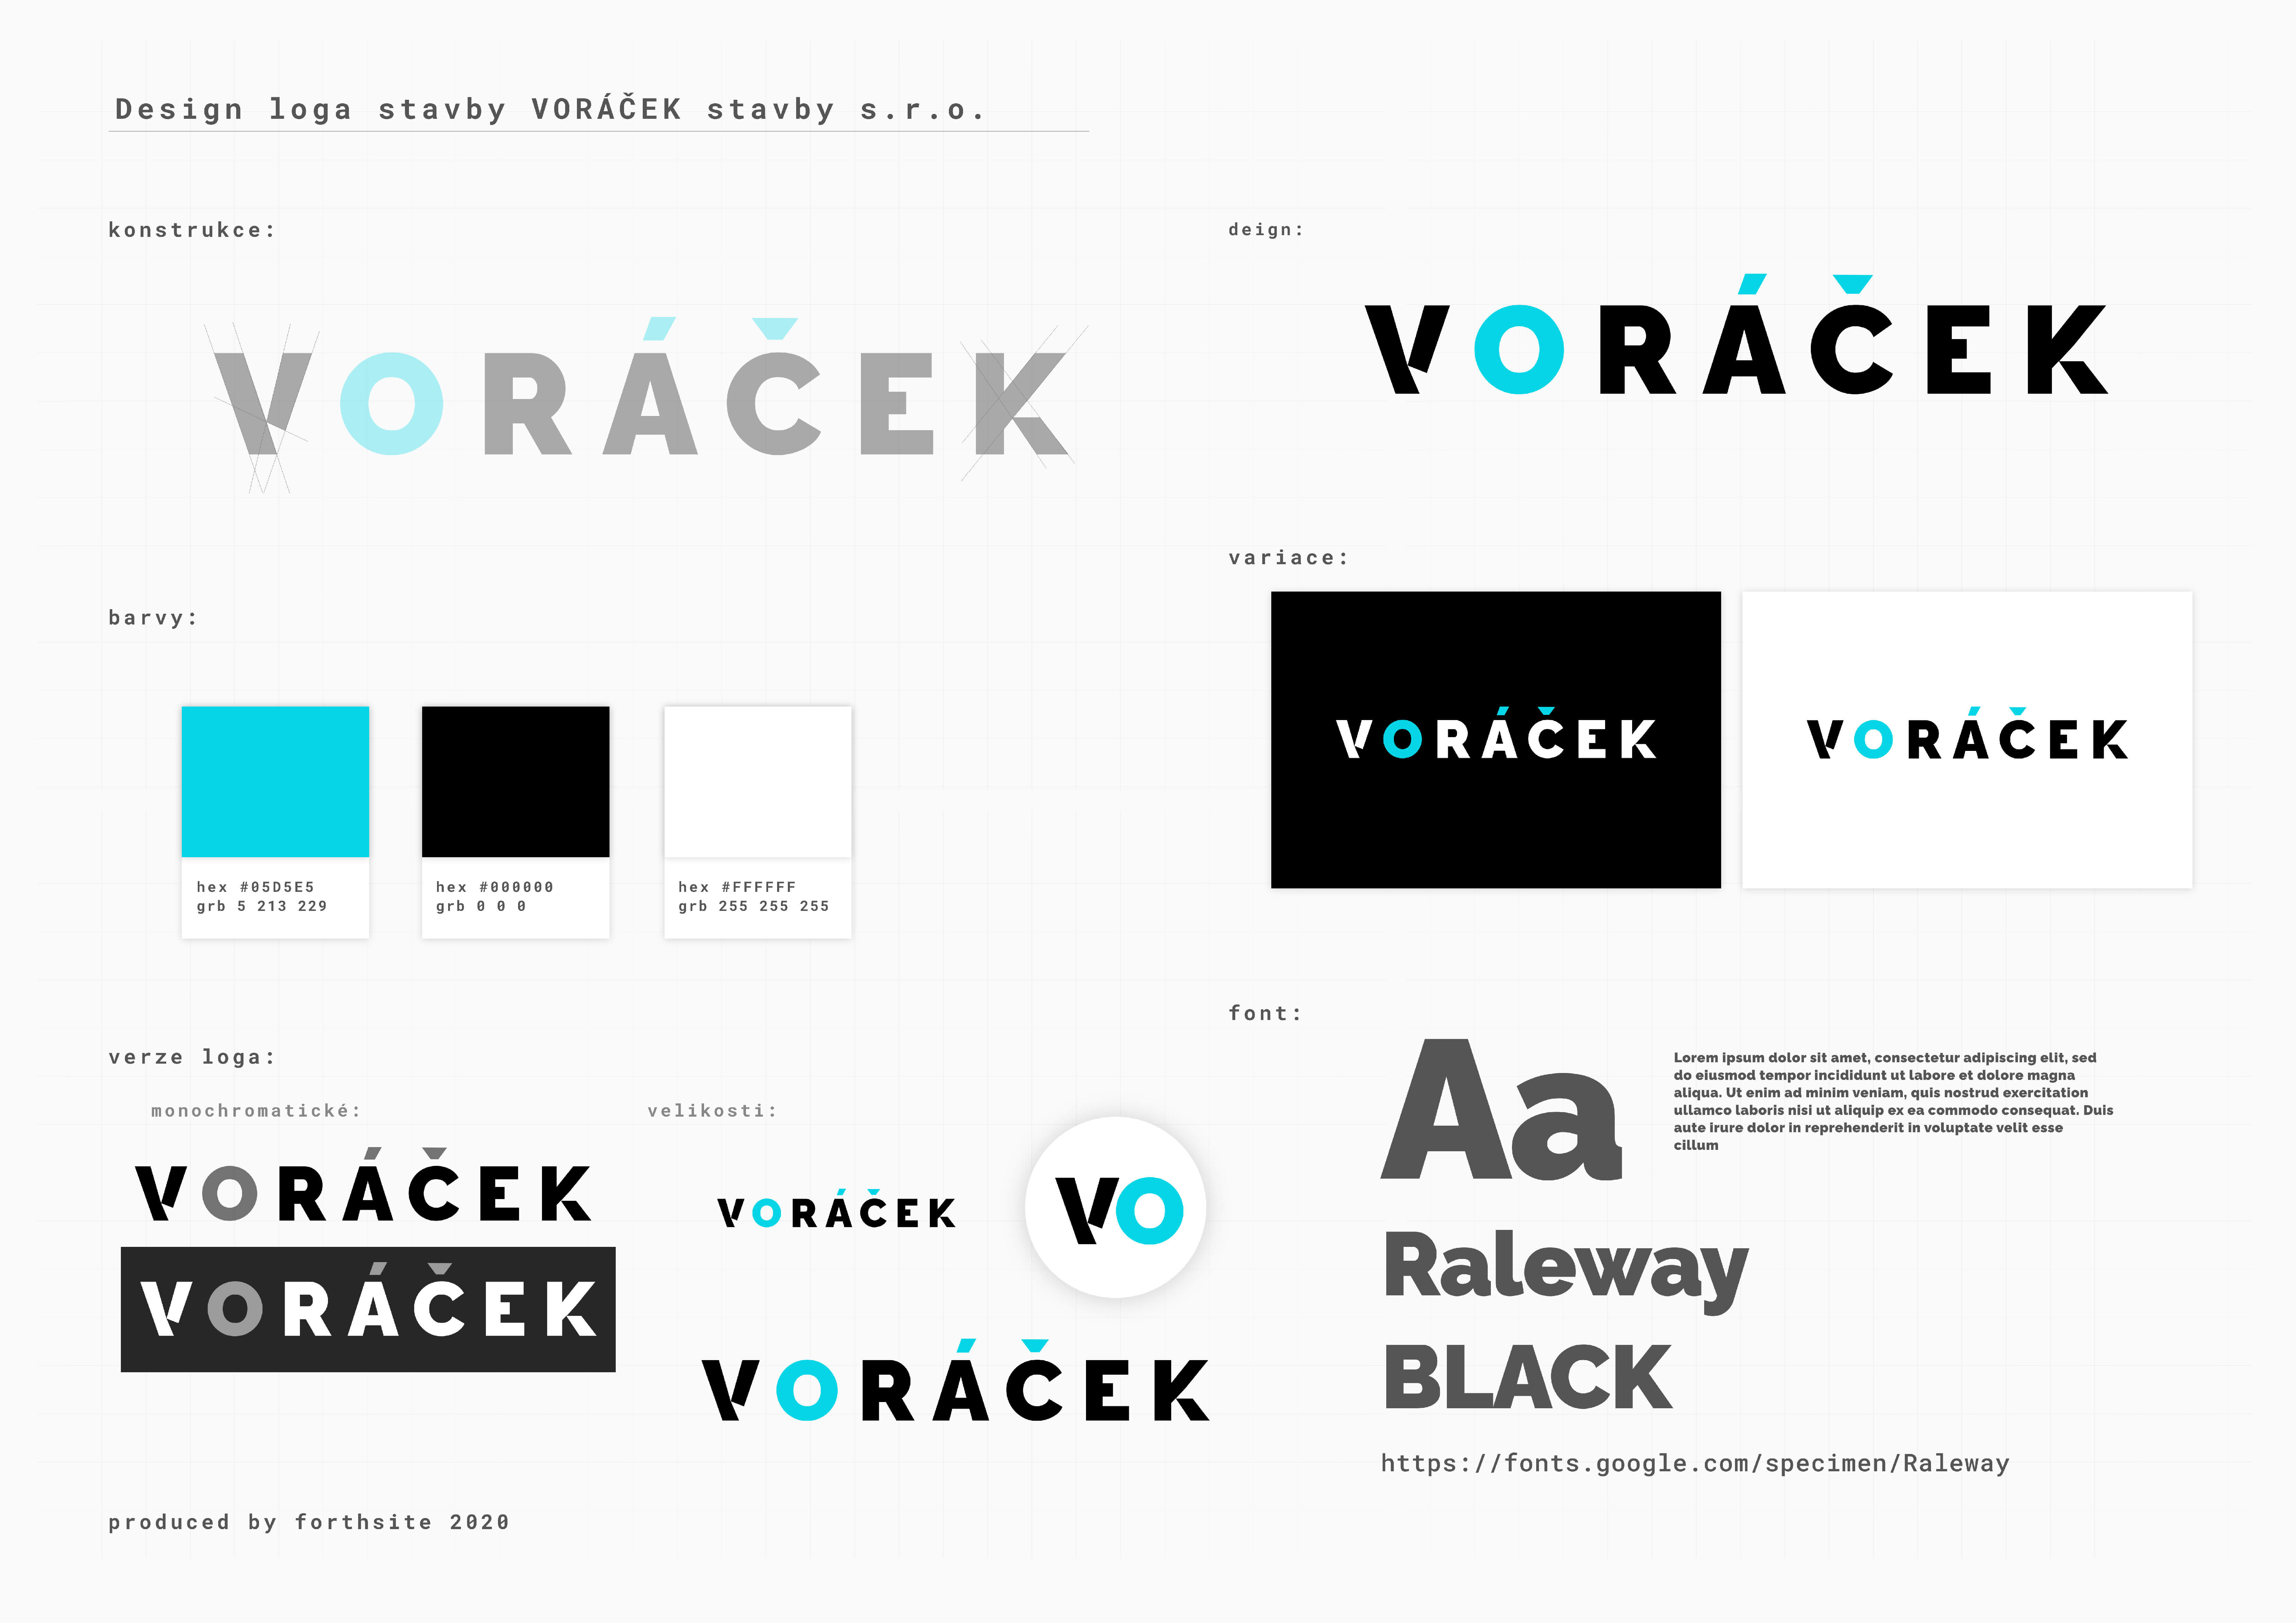 Design loga stavby VORÁČEK stavby s.r.o.
konstrukce:
VORÁČEK
deign:
VORÁČEK
variace:
VORÁČEK
VORÁČEK
barvy:
hex #05D5E5
grb 5 213 229
hex #000000
grb 0 0 0
hex #FFFFFF
grb 255 255 255
verze loga:
monochromatické:
VORÁČEK
VORÁČEK
velikosti:
VORÁČEK
VO
VORÁČEK
font:
Aa
Lorem ipsum dolor sit amet, consectetur adipiscing elit, sed
do eiusmod tempor incididunt ut labore et dolore magna
aliqua. Ut enim ad minim veniam, quis nostrud exercitation
ullamco laboris nisi ut aliquip ex ea commodo consequat. Duis
aute irure dolor in reprehenderit in voluptate velit esse
cillum
Raleway
BLACK
https://fonts.google.com/specimen/Raleway
produced by forthsite 2020